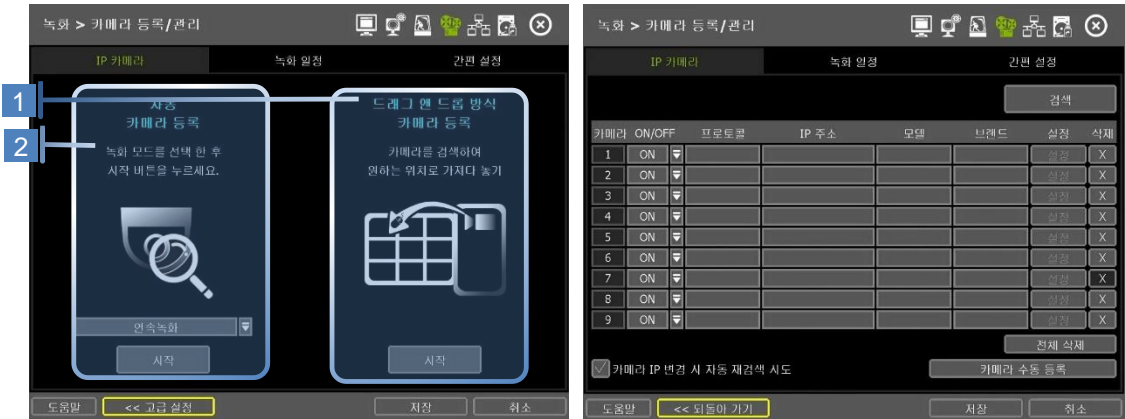 녹화 > 카메라 등록/관리
IP 카메라
녹화 일정
간편 설정
1
2
자동
카메라 등록
녹화 모드를 선택 한 후
시작 버튼을 누르세요.
연속녹화
시작
드래그 앤 드롭 방식
카메라 등록
카메라를 검색하여
원하는 위치로 가져다 놓기
시작
도움말
<< 고급 설정
저장
취소
녹화 > 카메라 등록/관리
IP 카메라
녹화 일정
간편 설정
검색
카메라 ON/OFF 프로토콜 IP 주소 모델 브랜드 설정 삭제
1 ON 설정 X
2 ON 설정 X
3 ON 설정 X
4 ON 설정 X
5 ON 설정 X
6 ON 설정 X
7 ON 설정 X
8 ON 설정 X
9 ON 설정 X
전체 삭제
카메라 IP 변경 시 자동 재검색 시도
카메라 수동 등록
도움말
<< 되돌아 가기
저장
취소